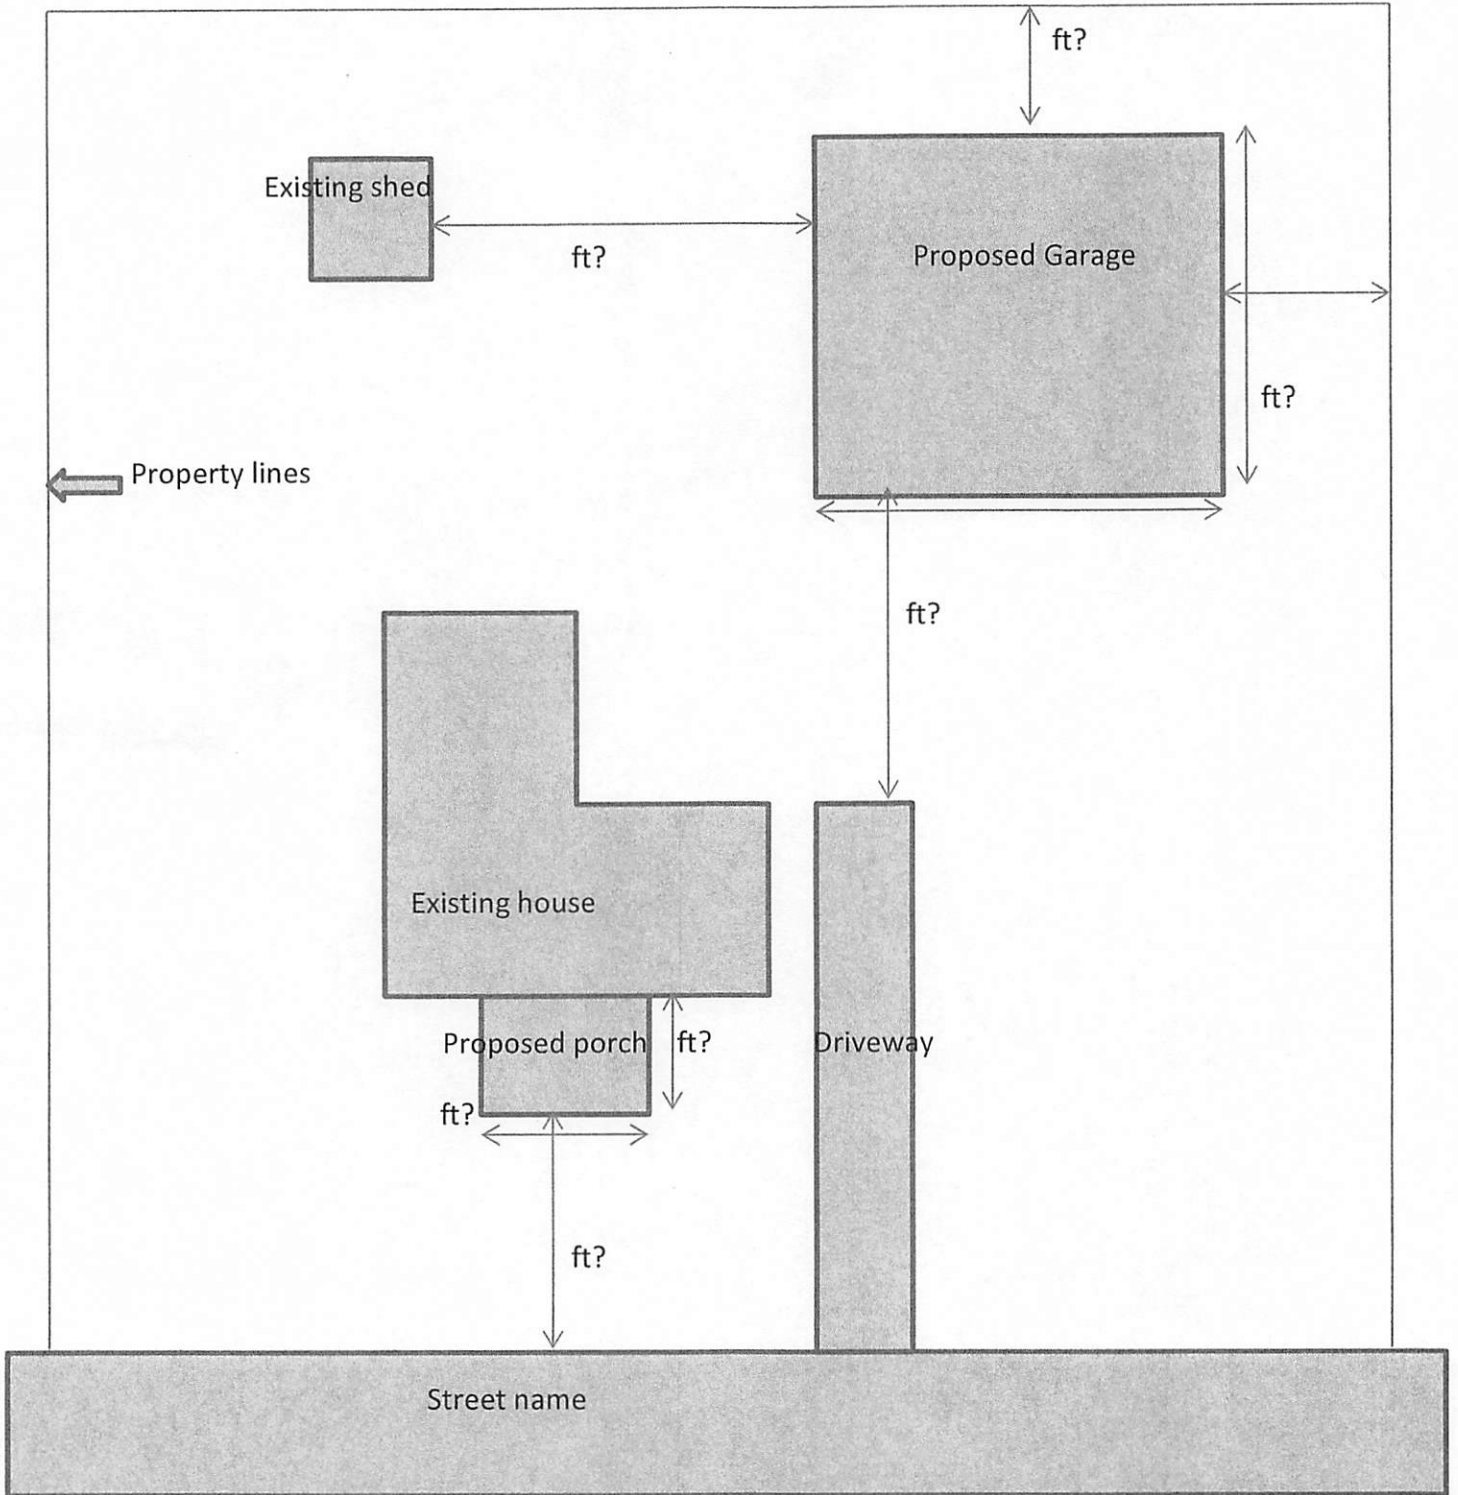 ft?
Existing shed
ft?
Proposed Garage
ft?
Property lines
ft?
Existing house
Proposed porch
ft?
Driveway
ft?
ft?
Street name